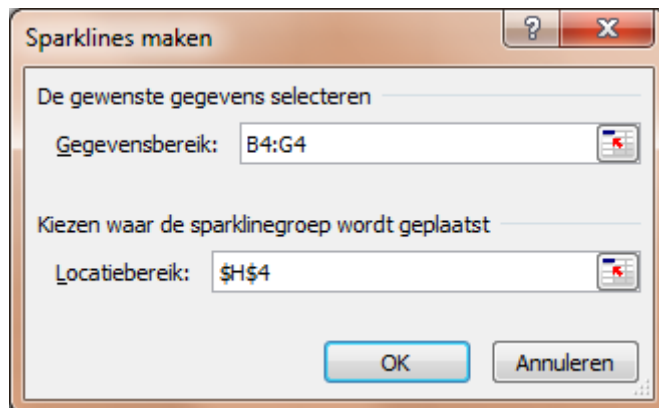 Sparklines maken
De gewenste gegevens selecteren
Gegevensbereik: B4:G4
Kiezen waar de sparklinegroep wordt geplaatst
Locatiebereik: $H$4
OK Annuleren